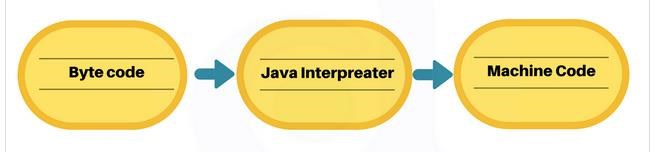 Byte code
Java Interpreater
Machine Code